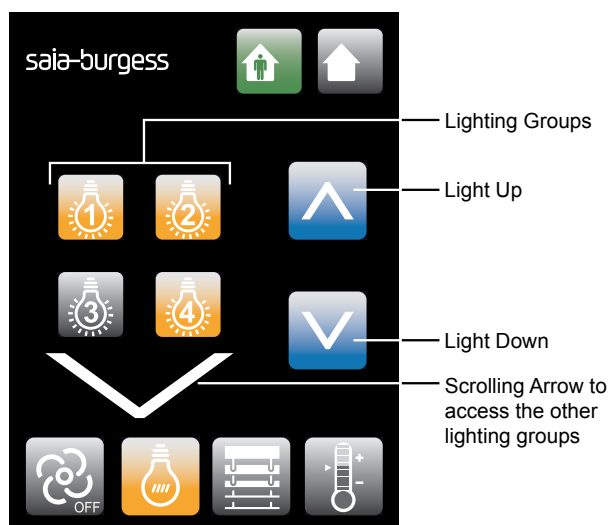 saia-burgess
Lighting Groups
1 2
Light Up
3 4
Light Down
Scrolling Arrow to
access the other
lighting groups
OFF
+
-